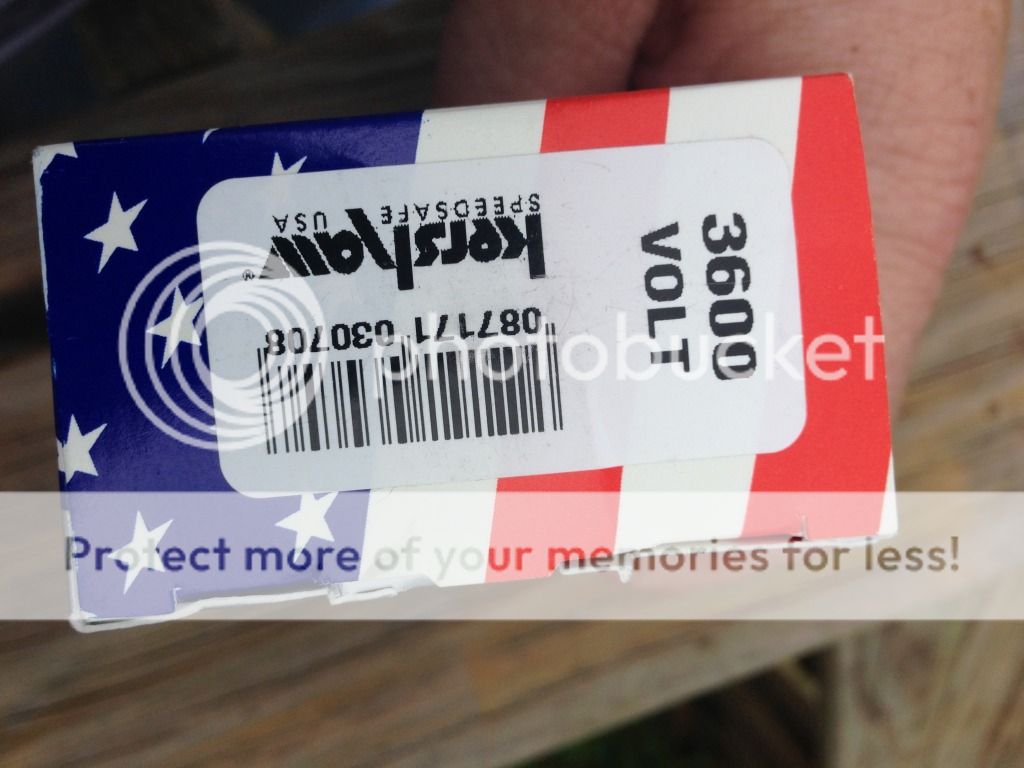 kershaw®
SPEEDSAFE USA
087171 030708
3600
VOLT
photobucket
Protect more of your memories for less!